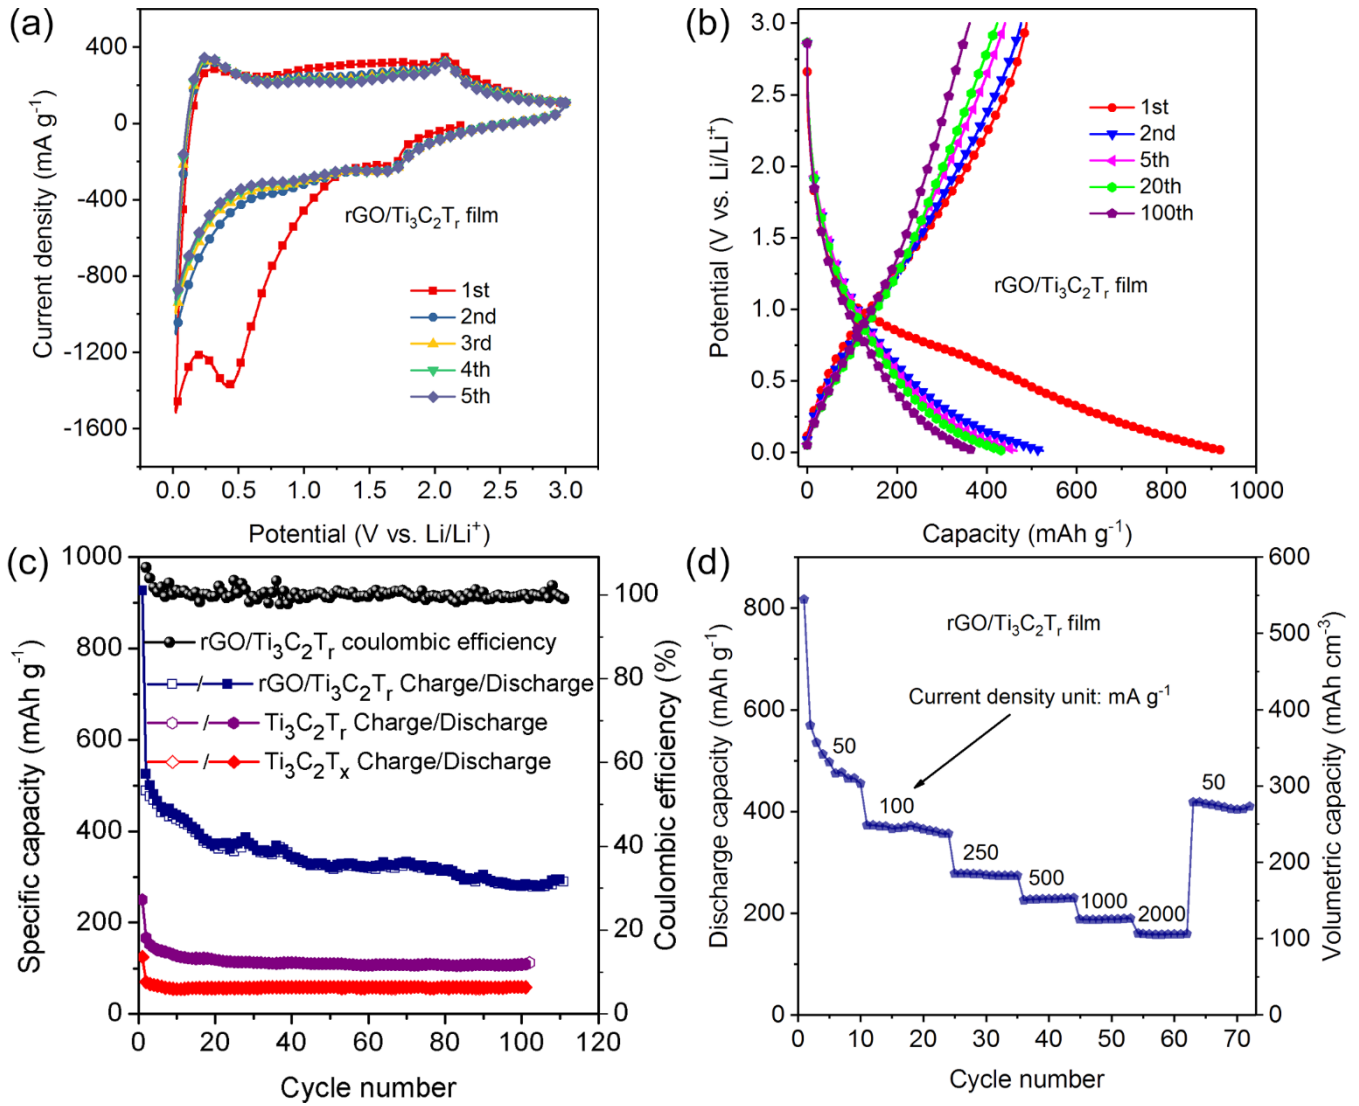 (a)
400
0
-400
-800
-1200
-1600
Current density (mA g⁻¹)
rGO/Ti₃C₂Tᵣ film
1st
2nd
3rd
4th
5th
0.0 0.5 1.0 1.5 2.0 2.5 3.0
Potential (V vs. Li/Li⁺)
(b)
3.0
2.5
2.0
1.5
1.0
0.5
0.0
Potential (V vs. Li/Li⁺)
1st
2nd
5th
20th
100th
rGO/Ti₃C₂Tᵣ film
0 200 400 600 800 1000
Capacity (mAh g⁻¹)
(c)
1000
800
600
400
200
0
Specific capacity (mAh g⁻¹)
rGO/Ti₃C₂Tᵣ coulombic efficiency
/ rGO/Ti₃C₂Tᵣ Charge/Discharge
/ Ti₃C₂Tᵣ Charge/Discharge
/ Ti₃C₂Tₓ Charge/Discharge
100
80
60
40
20
0
Coulombic efficiency (%)
0 20 40 60 80 100 120
Cycle number
(d)
800
600
400
200
0
Discharge capacity (mAh g⁻¹)
rGO/Ti₃C₂Tᵣ film
Current density unit: mA g⁻¹
50
100
250
500
1000
2000
50
600
500
400
300
200
100
0
Volumetric capacity (mAh cm⁻³)
0 10 20 30 40 50 60 70
Cycle number